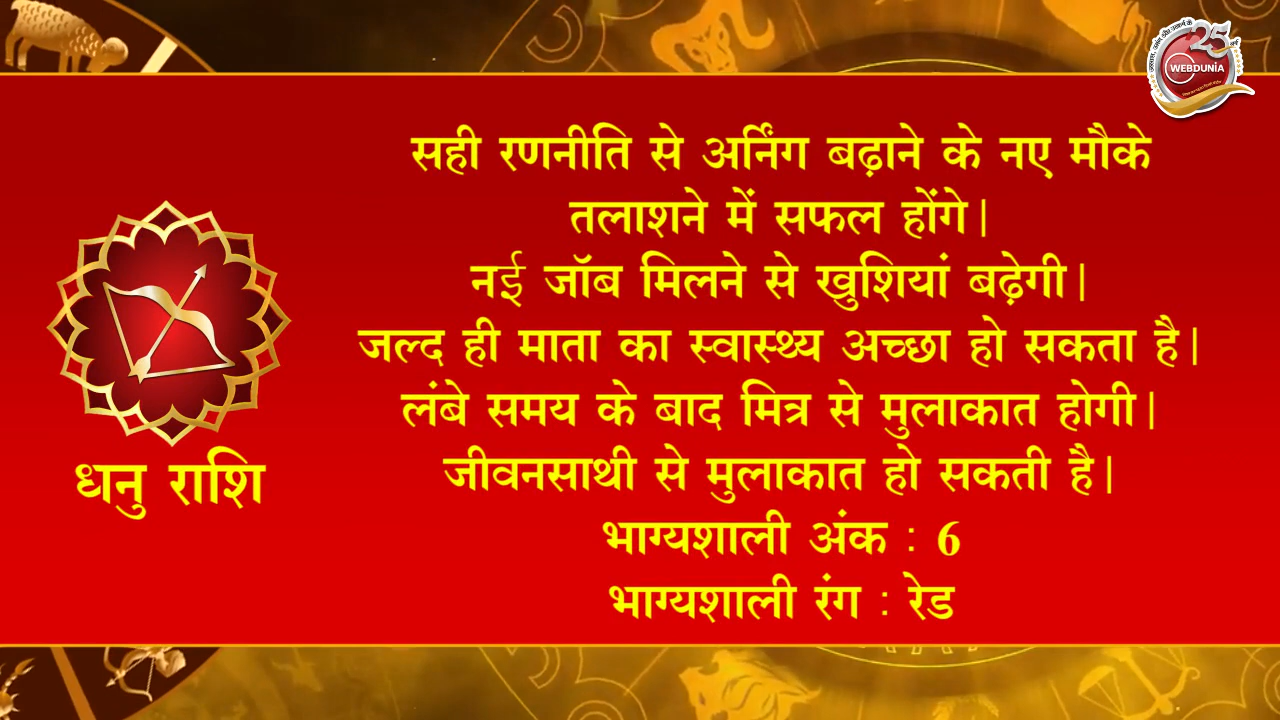 25
WEBDUNIA
सही रणनीति से अर्निंग बढ़ाने के नए मौके
तलाशने में सफल होंगे।
नई जॉब मिलने से खुशियां बढ़ेगी।
जल्द ही माता का स्वास्थ्य अच्छा हो सकता है।
लंबे समय के बाद मित्र से मुलाकात होगी।
जीवनसाथी से मुलाकात हो सकती है।
भाग्यशाली अंक : 6
भाग्यशाली रंग : रेड
धनु राशि